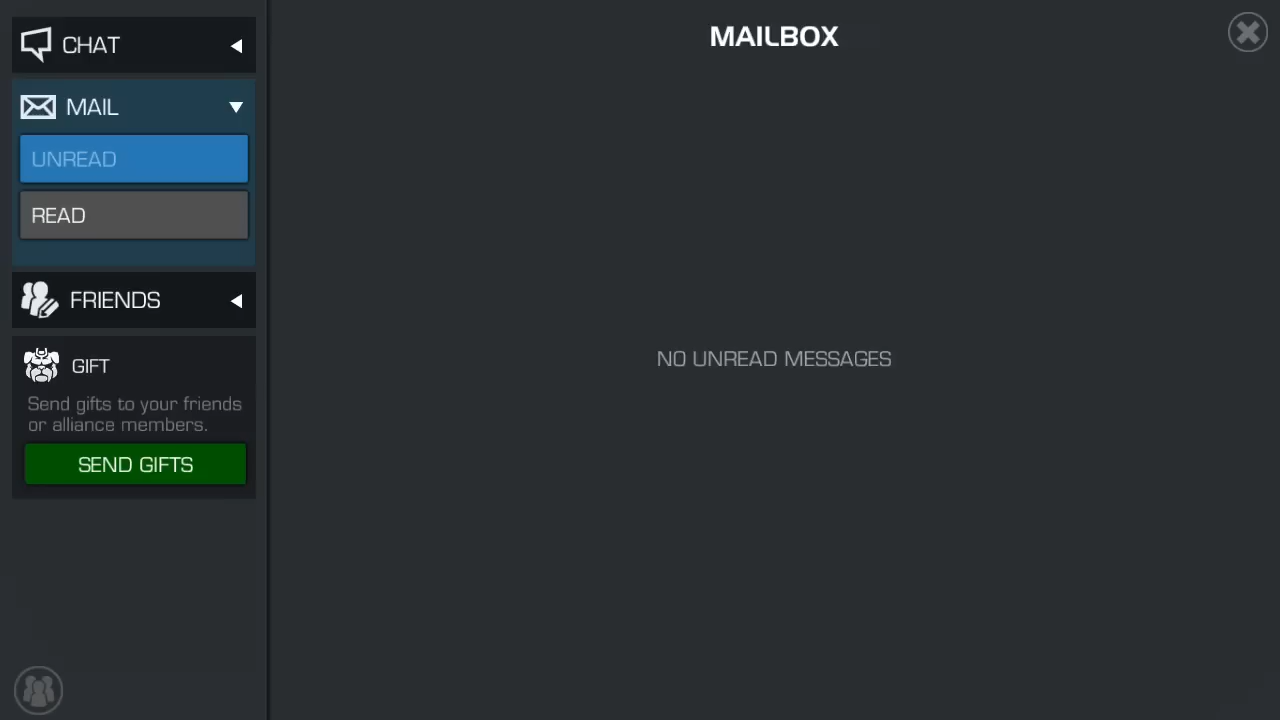 CHAT
MAIL
UNREAD
READ
FRIENDS
GIFT
Send gifts to your friends
or alliance members.
SEND GIFTS
MAILBOX
NO UNREAD MESSAGES